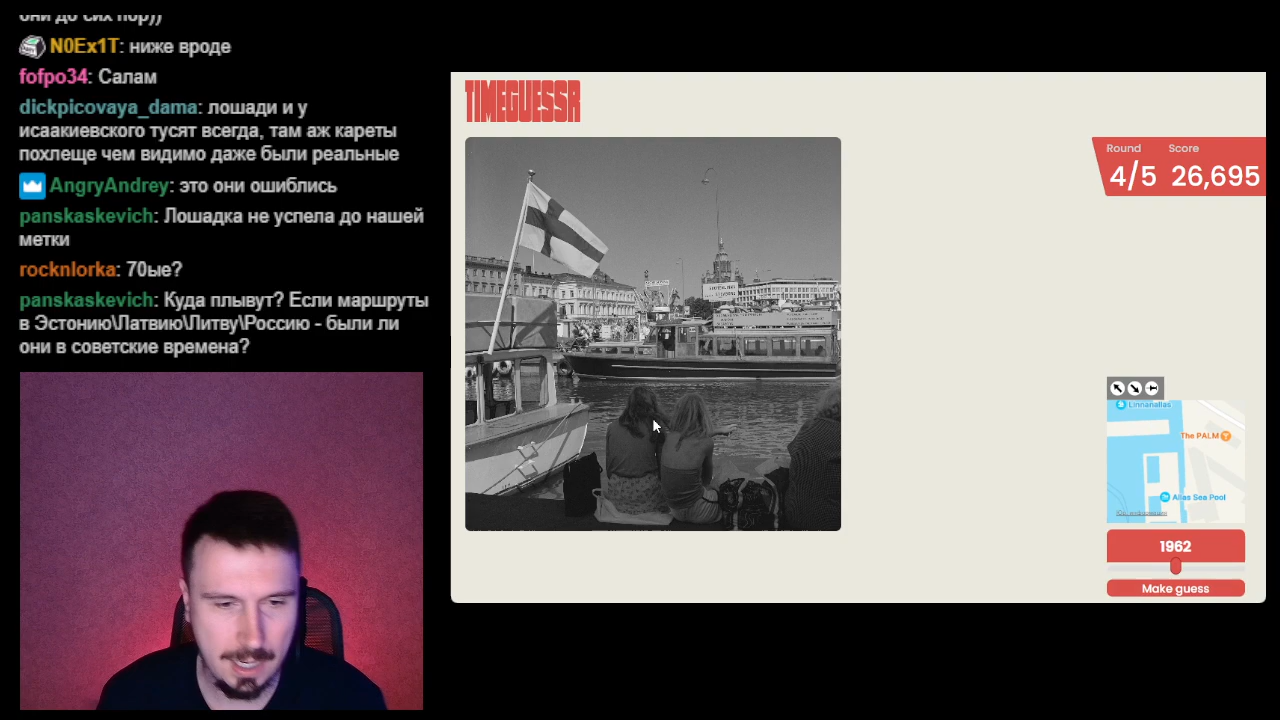 они до сих пор))
N0Ex1T: ниже вроде
fofpo34: Салам
dickpicovaya_dama: лошади и у
исаакиевского тусят всегда, там аж кареты
похлеще чем видимо даже были реальные
AngryAndrey: это они ошиблись
panskaskevich: Лошадка не успела до нашей
метки
rocknlorka: 70ые?
panskaskevich: Куда плывут? Если маршруты
в Эстонию\Латвию\Литву\Россию - были ли
они в советские времена?
TIMEGUESSR
Round Score
4/5 26,695
Linnanallas
The PALM
Allas Sea Pool
1962
Make guess